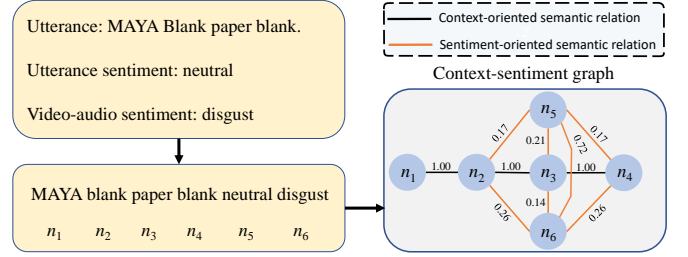 Utterance: MAYA Blank paper blank.
Utterance sentiment: neutral
Video-audio sentiment: disgust
MAYA blank paper blank neutral disgust
n1 n2 n3 n4 n5 n6
Context-oriented semantic relation
Sentiment-oriented semantic relation
Context-sentiment graph
n5
0.17 0.21 0.72 0.17
n1 1.00 n2 1.00 n3 1.00 n4
0.26 0.14 0.26
n6